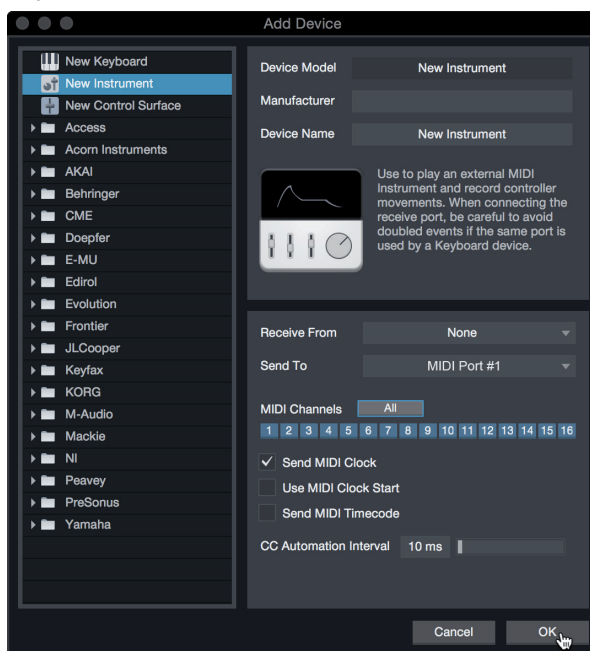 Add Device
New Keyboard
New Instrument
New Control Surface
Access
Acorn Instruments
AKAI
Behringer
CME
Doepfer
E-MU
Edirol
Evolution
Frontier
JLCooper
Keyfax
KORG
M-Audio
Mackie
NI
Peavey
PreSonus
Yamaha
Device Model New Instrument
Manufacturer
Device Name New Instrument
Use to play an external MIDI
Instrument and record controller
movements. When connecting the
receive port, be careful to avoid
doubled events if the same port is
used by a Keyboard device.
Receive From None
Send To MIDI Port #1
MIDI Channels All
1 2 3 4 5 6 7 8 9 10 11 12 13 14 15 16
Send MIDI Clock
Use MIDI Clock Start
Send MIDI Timecode
CC Automation Interval 10 ms
Cancel OK